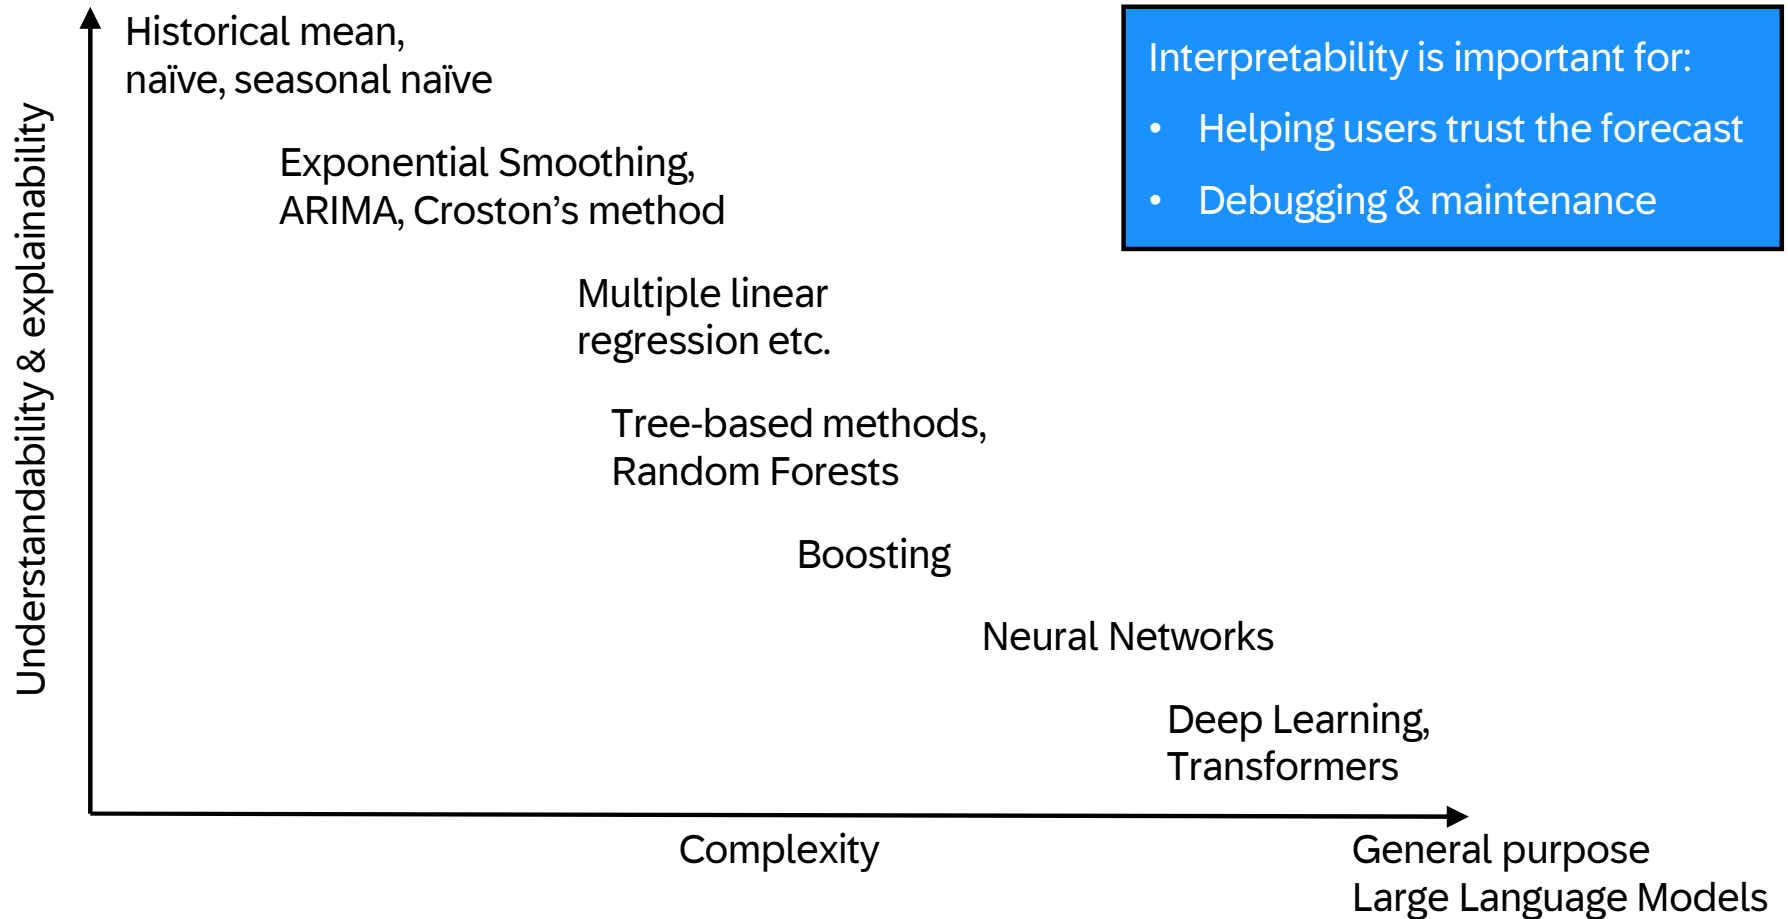 Historical mean,
naïve, seasonal naïve
Interpretability is important for:
• Helping users trust the forecast
• Debugging & maintenance
Exponential Smoothing,
ARIMA, Croston’s method
Multiple linear
regression etc.
Tree-based methods,
Random Forests
Boosting
Neural Networks
Deep Learning,
Transformers
Understandability & explainability
Complexity
General purpose
Large Language Models